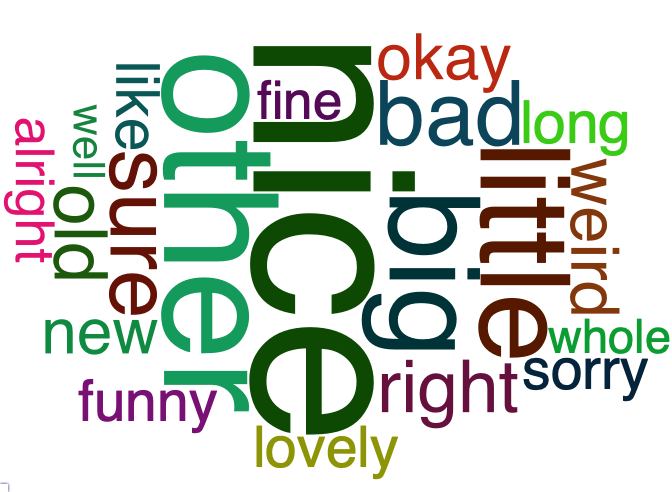 okay
like
other
nice
fine
bad
long
well
alright
sure
little
weird
old
big
new
whole
sorry
right
funny
lovely